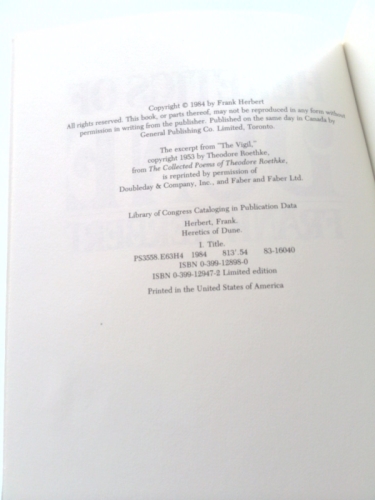 Copyright © 1984 by Frank Herbert
All rights reserved. This book, or parts thereof, may not be reproduced in any form without
permission in writing from the publisher. Published on the same day in Canada by
General Publishing Co. Limited, Toronto.
The excerpt from "The Vigil,"
copyright 1953 by Theodore Roethke,
from The Collected Poems of Theodore Roethke,
is reprinted by permission of
Doubleday & Company, Inc., and Faber and Faber Ltd.
Library of Congress Cataloging in Publication Data
Herbert, Frank.
Heretics of Dune.
I. Title.
PS3558.E63H4 1984 813'.54 83-16040
ISBN 0-399-12898-0
ISBN 0-399-12947-2 Limited edition
Printed in the United States of America